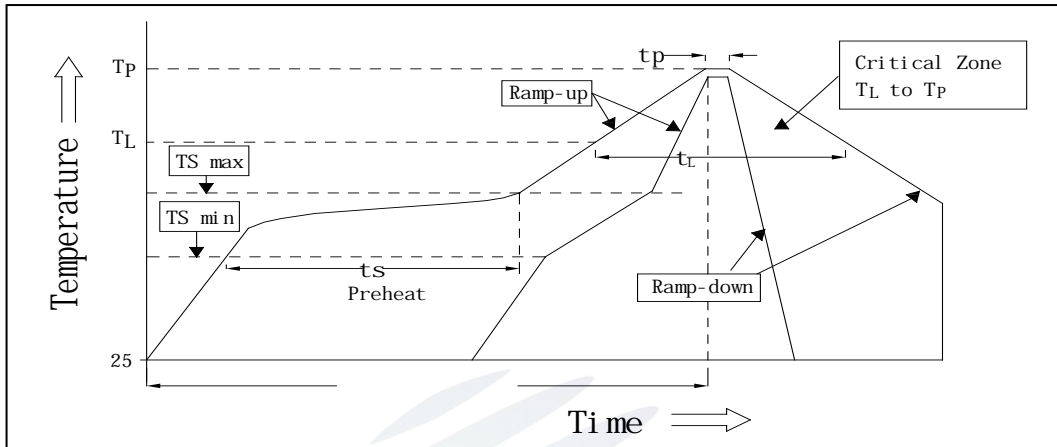 tp
TP
Critical Zone
TL to TP
Ramp-up
TL
tL
TS max
TS min
ts
Preheat
Ramp-down
25
Temperature
Time